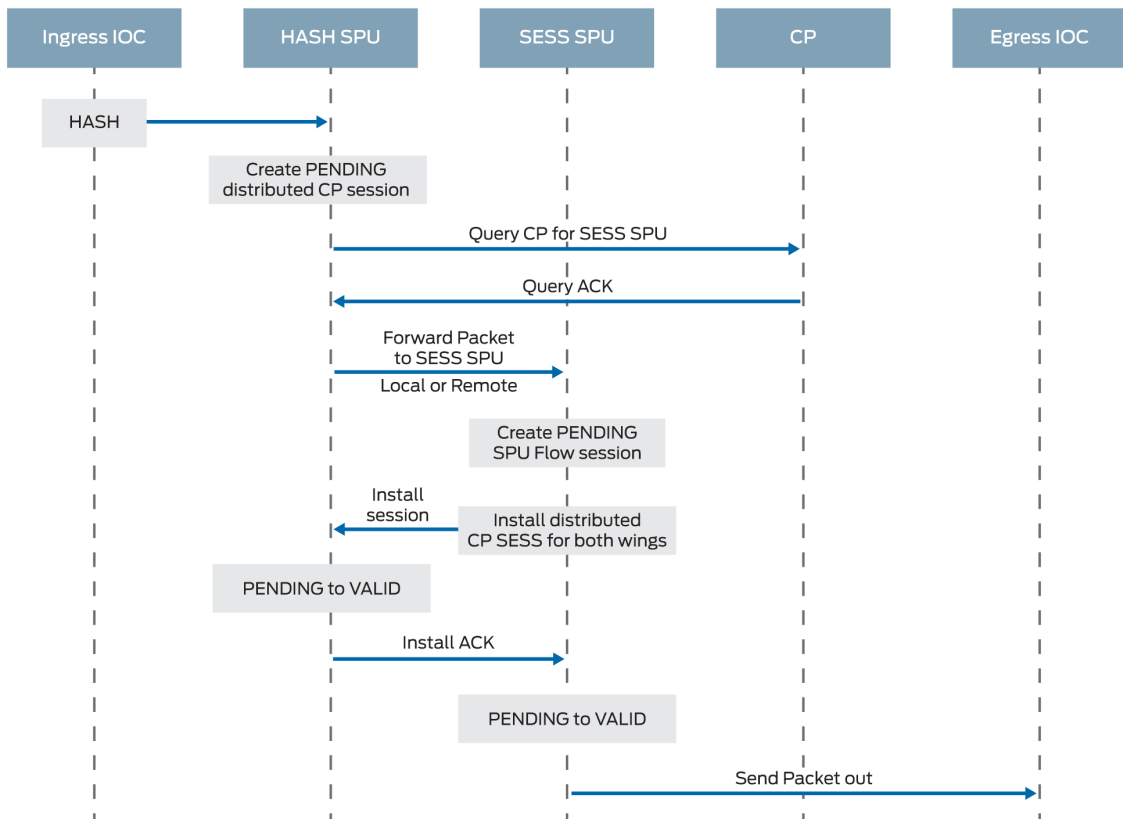 Ingress IOC
HASH SPU
SESS SPU
CP
Egress IOC
HASH
Create PENDING
distributed CP session
Query CP for SESS SPU
Query ACK
Forward Packet
to SESS SPU
Local or Remote
Create PENDING
SPU Flow session
Install
session
Install distributed
CP SESS for both wings
PENDING to VALID
Install ACK
PENDING to VALID
Send Packet out